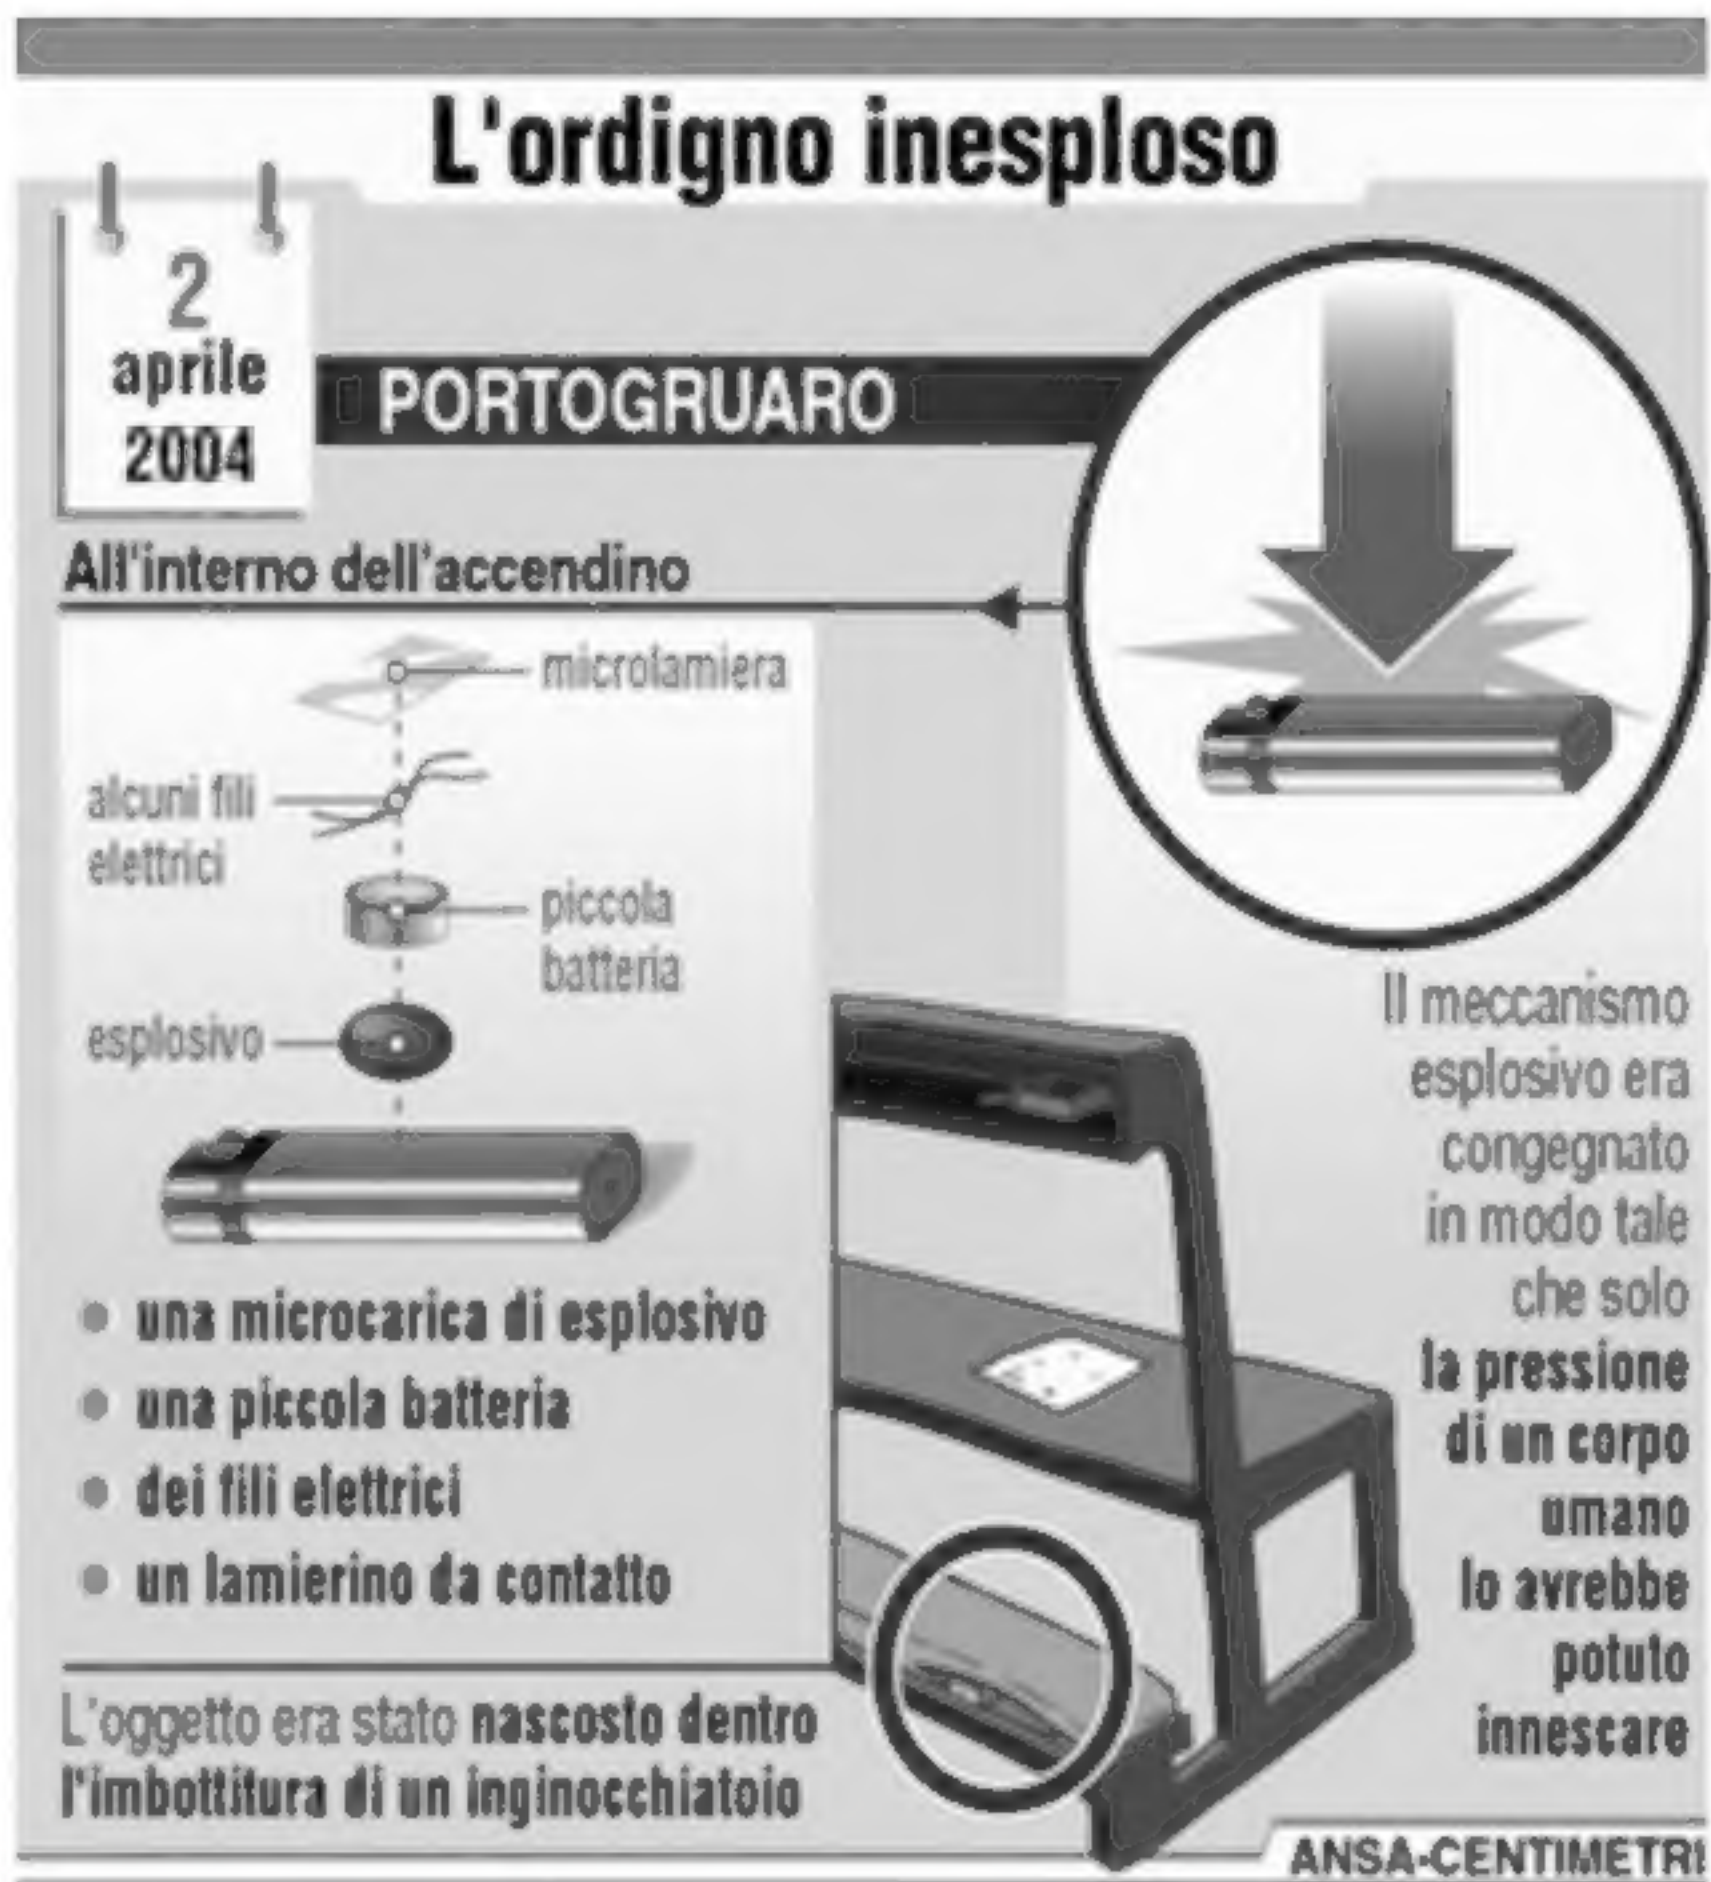 L'ordigno inesploso
2
aprile
2004
PORTOGRUARO
All'interno dell'accendino
microlamiera
alcuni fili
elettrici
piccola
batteria
esplosivo
una microcarica di esplosivo
una piccola batteria
dei fili elettrici
un lamierino da contatto
L'oggetto era stato nascosto dentro
l'imbottitura di un inginocchiatoio
Il meccanismo
esplosivo era
congegnato
in modo tale
che solo
la pressione
di un corpo
umano
lo avrebbe
potuto
innescare
ANSA-CENTIMETRI